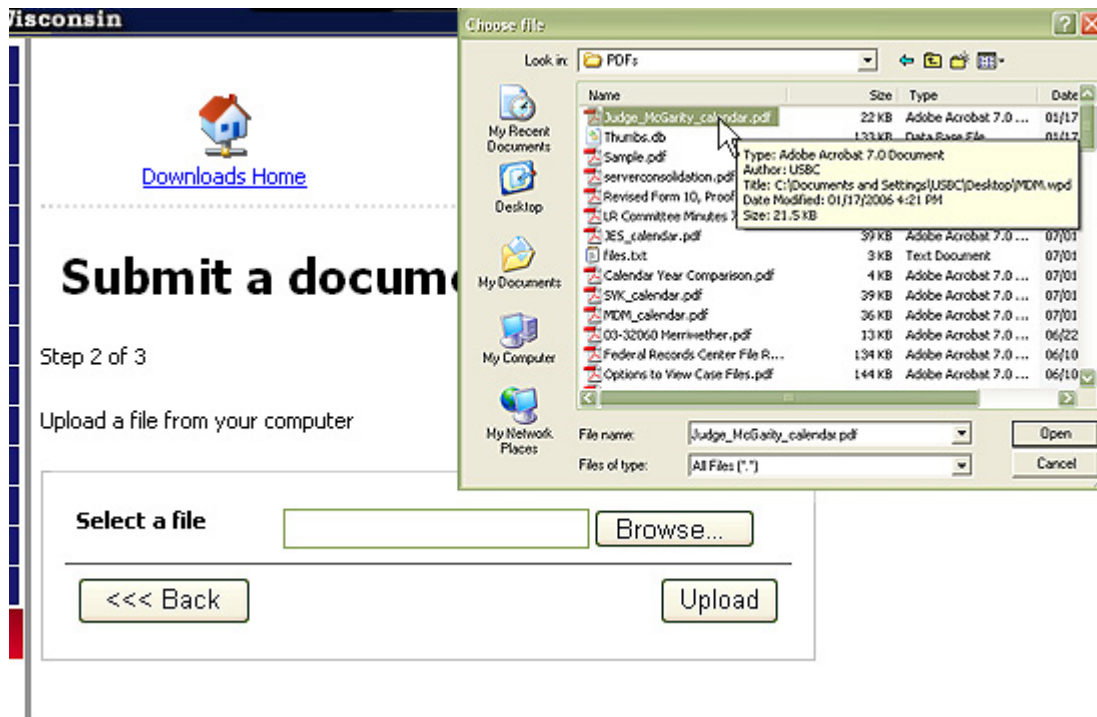 Wisconsin
Downloads Home
Submit a docume
Step 2 of 3
Upload a file from your computer
Select a file
Browse...
<<< Back
Upload
Choose file
Look in: PDFs
My Recent Documents
Desktop
My Documents
My Computer
My Network Places
Name Size Type Date
Judge_McGarity_calendar.pdf 22 KB Adobe Acrobat 7.0 ... 01/17
Thumbs.db 133 KB Data Base File 01/17
Sample.pdf
serverconsolidation.pdf
Revised Form 10, Proof
LR Committee Minutes
JES_calendar.pdf 39 KB Adobe Acrobat 7.0 ... 07/01
files.txt 3 KB Text Document 07/01
Calendar Year Comparison.pdf 4 KB Adobe Acrobat 7.0 ... 07/01
SVK_calendar.pdf 39 KB Adobe Acrobat 7.0 ... 07/01
MDM_calendar.pdf 36 KB Adobe Acrobat 7.0 ... 07/01
03-32060 Merriwether.pdf 13 KB Adobe Acrobat 7.0 ... 06/22
Federal Records Center File R... 134 KB Adobe Acrobat 7.0 ... 06/10
Options to View Case Files.pdf 144 KB Adobe Acrobat 7.0 ... 06/10
Type: Adobe Acrobat 7.0 Document
Author: USBC
Title: C:\Documents and Settings\USBC\Desktop\MDM.wpd
Date Modified: 01/17/2006 4:21 PM
Size: 21.5 KB
File name: Judge_McGarity_calendar.pdf
Open
Files of type: All Files (*.*)
Cancel